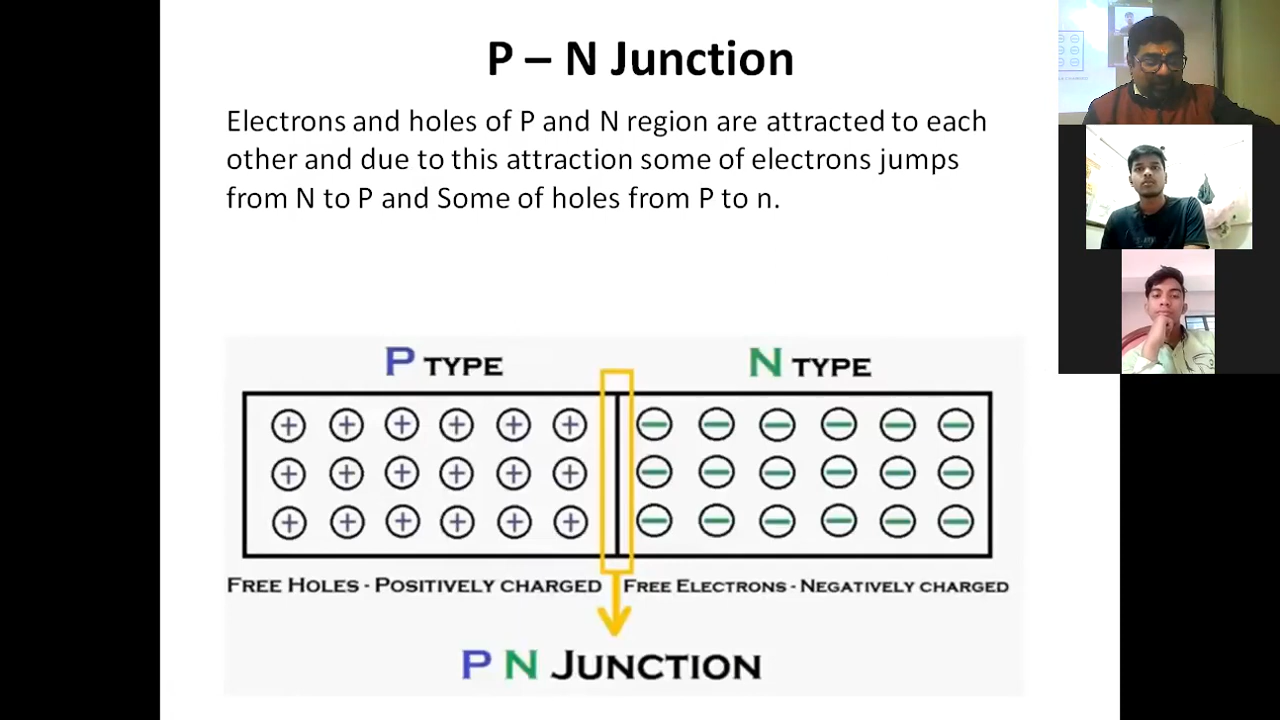 P – N Junction
Electrons and holes of P and N region are attracted to each
other and due to this attraction some of electrons jumps
from N to P and Some of holes from P to n.
P TYPE
N TYPE
FREE HOLES - POSITIVELY CHARGED
FREE ELECTRONS - NEGATIVELY CHARGED
P N JUNCTION